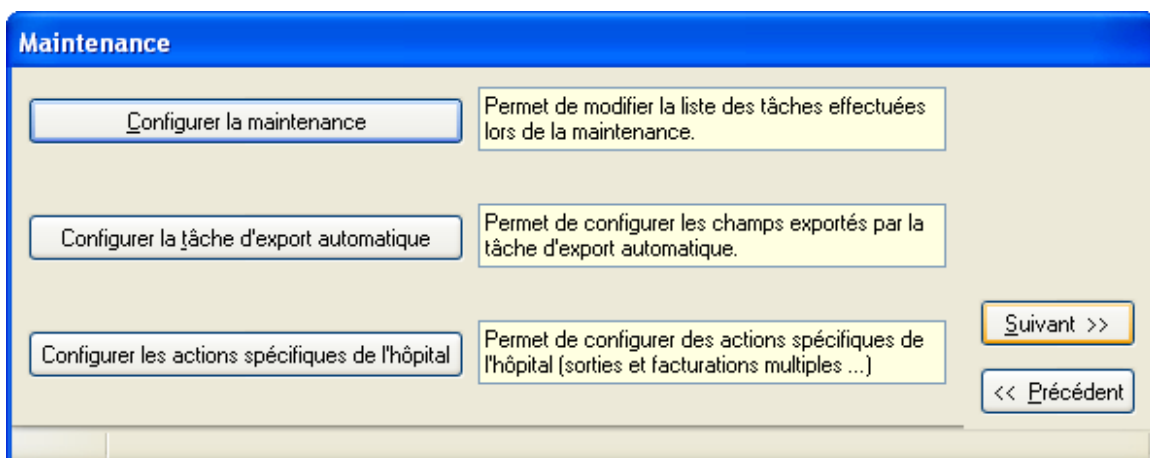 Maintenance
Configurer la maintenance
Permet de modifier la liste des tâches effectuées
lors de la maintenance.
Configurer la tâche d'export automatique
Permet de configurer les champs exportés par la
tâche d'export automatique.
Configurer les actions spécifiques de l'hôpital
Permet de configurer des actions spécifiques de
l'hôpital (sorties et facturations multiples ...)
Suivant >>
<< Précédent